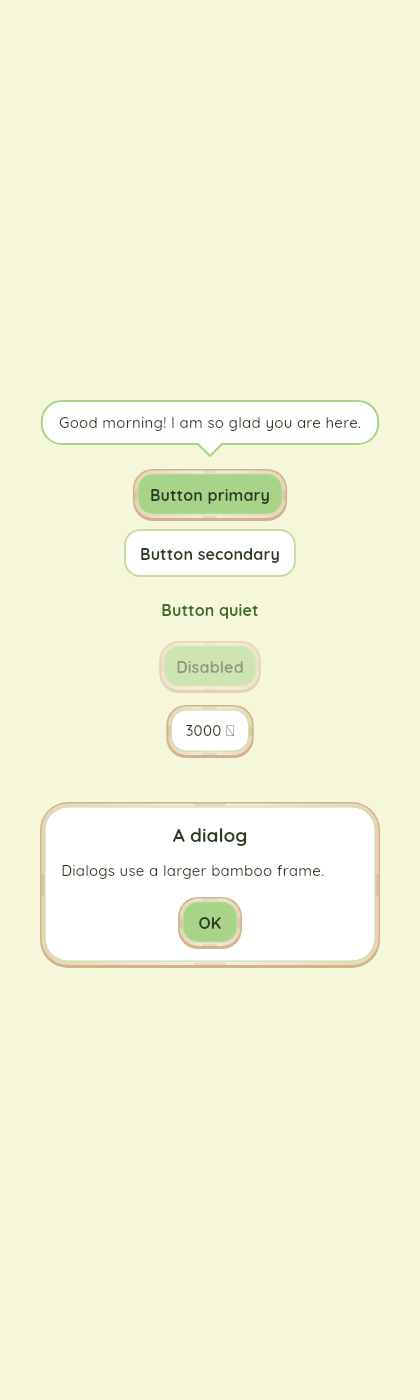 Good morning! I am so glad you are here.
Button primary
Button secondary
Button quiet
Disabled
3000
A dialog
Dialogs use a larger bamboo frame.
OK